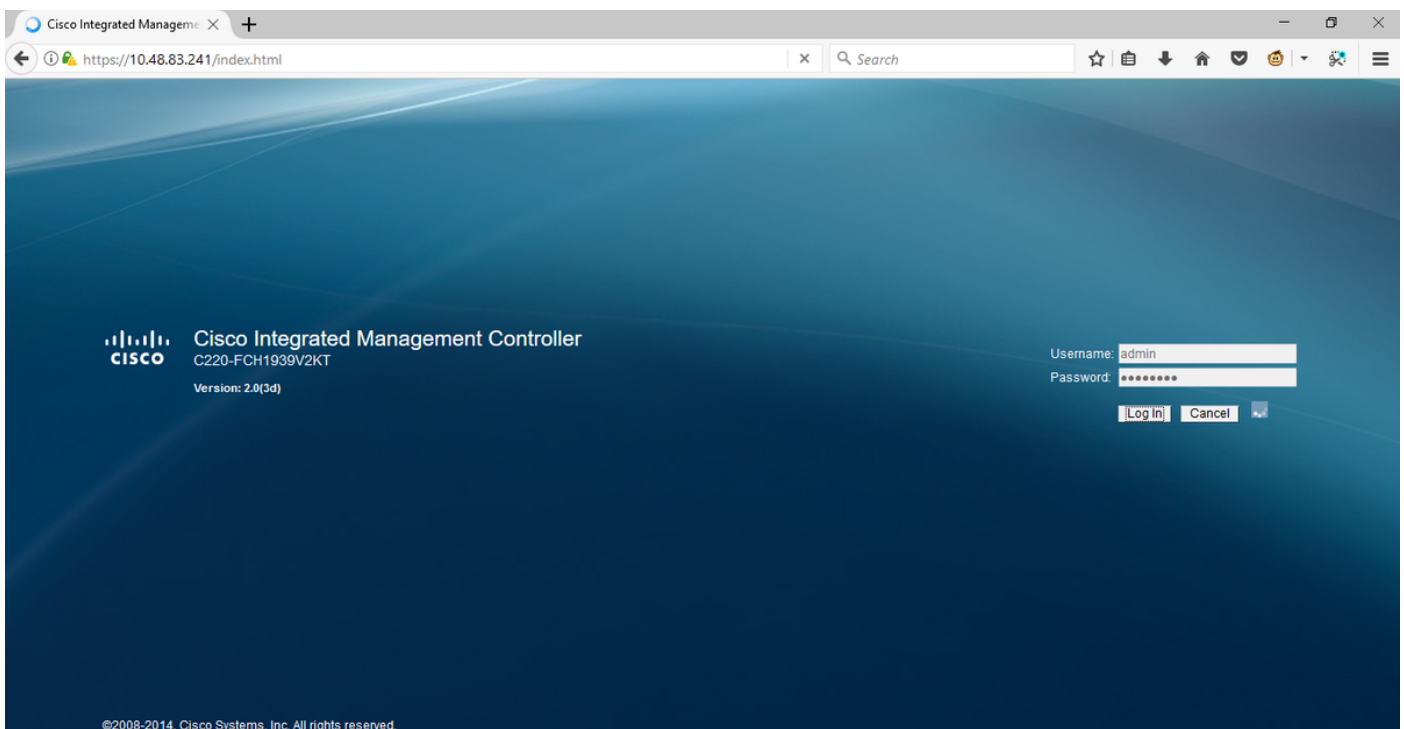 Cisco Integrated Manageme
https://10.48.83.241/index.html
Search
CISCO
Cisco Integrated Management Controller
C220-FCH1939V2KT
Version: 2.0(3d)
Username: admin
Password: ••••••••
Log In Cancel
©2008-2014, Cisco Systems, Inc. All rights reserved.